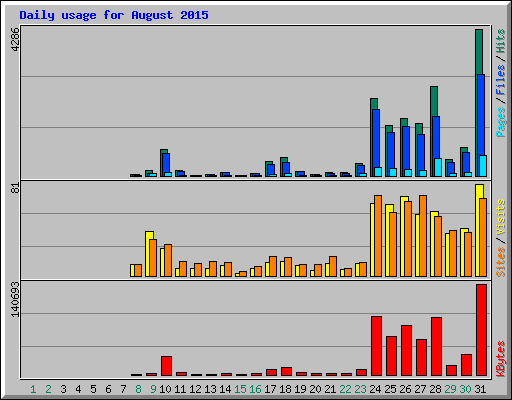 Daily usage for August 2015
4286
Pages / Files / Hits
81
Sites / Visits
140693
KBytes
1 2 3 4 5 6 7 8 9 10 11 12 13 14 15 16 17 18 19 20 21 22 23 24 25 26 27 28 29 30 31